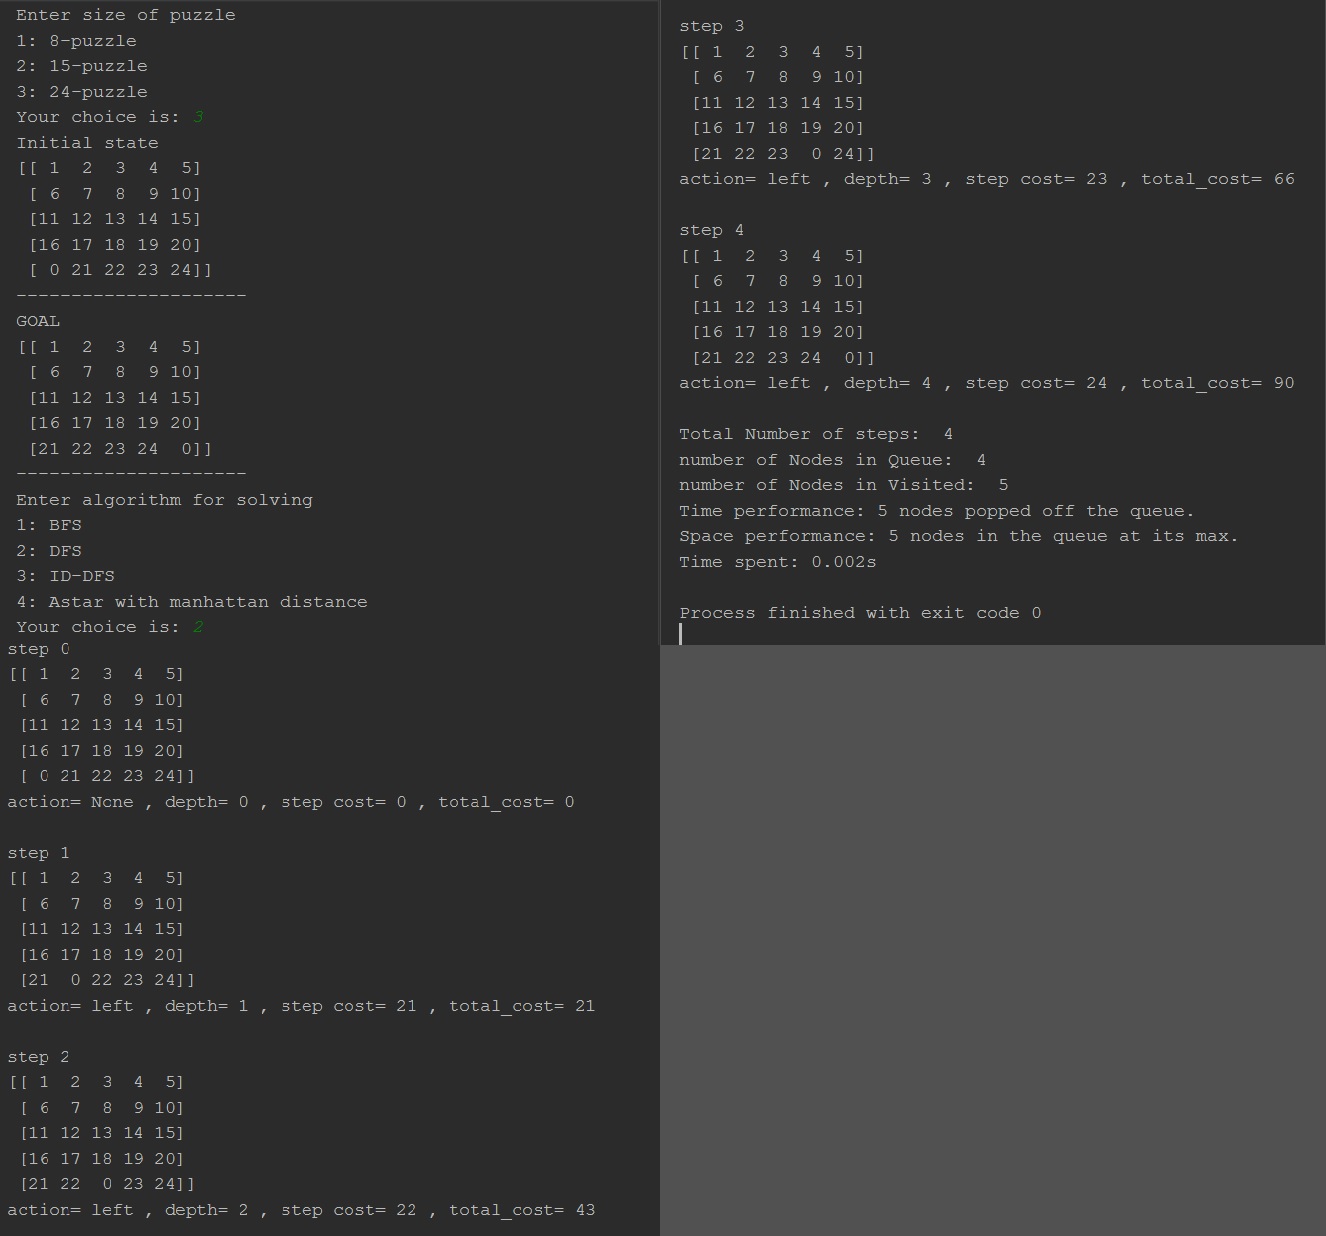 Enter size of puzzle
1: 8-puzzle
2: 15-puzzle
3: 24-puzzle
Your choice is: 3
Initial state
[[ 1  2  3  4  5]
 [ 6  7  8  9 10]
 [11 12 13 14 15]
 [16 17 18 19 20]
 [ 0 21 22 23 24]]
---------------------
GOAL
[[ 1  2  3  4  5]
 [ 6  7  8  9 10]
 [11 12 13 14 15]
 [16 17 18 19 20]
 [21 22 23 24  0]]
---------------------
Enter algorithm for solving
1: BFS
2: DFS
3: ID-DFS
4: Astar with manhattan distance
Your choice is: 2
step 0
[[ 1  2  3  4  5]
 [ 6  7  8  9 10]
 [11 12 13 14 15]
 [16 17 18 19 20]
 [ 0 21 22 23 24]]
action= None , depth= 0 , step cost= 0 , total_cost= 0

step 1
[[ 1  2  3  4  5]
 [ 6  7  8  9 10]
 [11 12 13 14 15]
 [16 17 18 19 20]
 [21  0 22 23 24]]
action= left , depth= 1 , step cost= 21 , total_cost= 21

step 2
[[ 1  2  3  4  5]
 [ 6  7  8  9 10]
 [11 12 13 14 15]
 [16 17 18 19 20]
 [21 22  0 23 24]]
action= left , depth= 2 , step cost= 22 , total_cost= 43

step 3
[[ 1  2  3  4  5]
 [ 6  7  8  9 10]
 [11 12 13 14 15]
 [16 17 18 19 20]
 [21 22 23  0 24]]
action= left , depth= 3 , step cost= 23 , total_cost= 66

step 4
[[ 1  2  3  4  5]
 [ 6  7  8  9 10]
 [11 12 13 14 15]
 [16 17 18 19 20]
 [21 22 23 24  0]]
action= left , depth= 4 , step cost= 24 , total_cost= 90

Total Number of steps:  4
number of Nodes in Queue:  4
number of Nodes in Visited:  5
Time performance: 5 nodes popped off the queue.
Space performance: 5 nodes in the queue at its max.
Time spent: 0.002s

Process finished with exit code 0